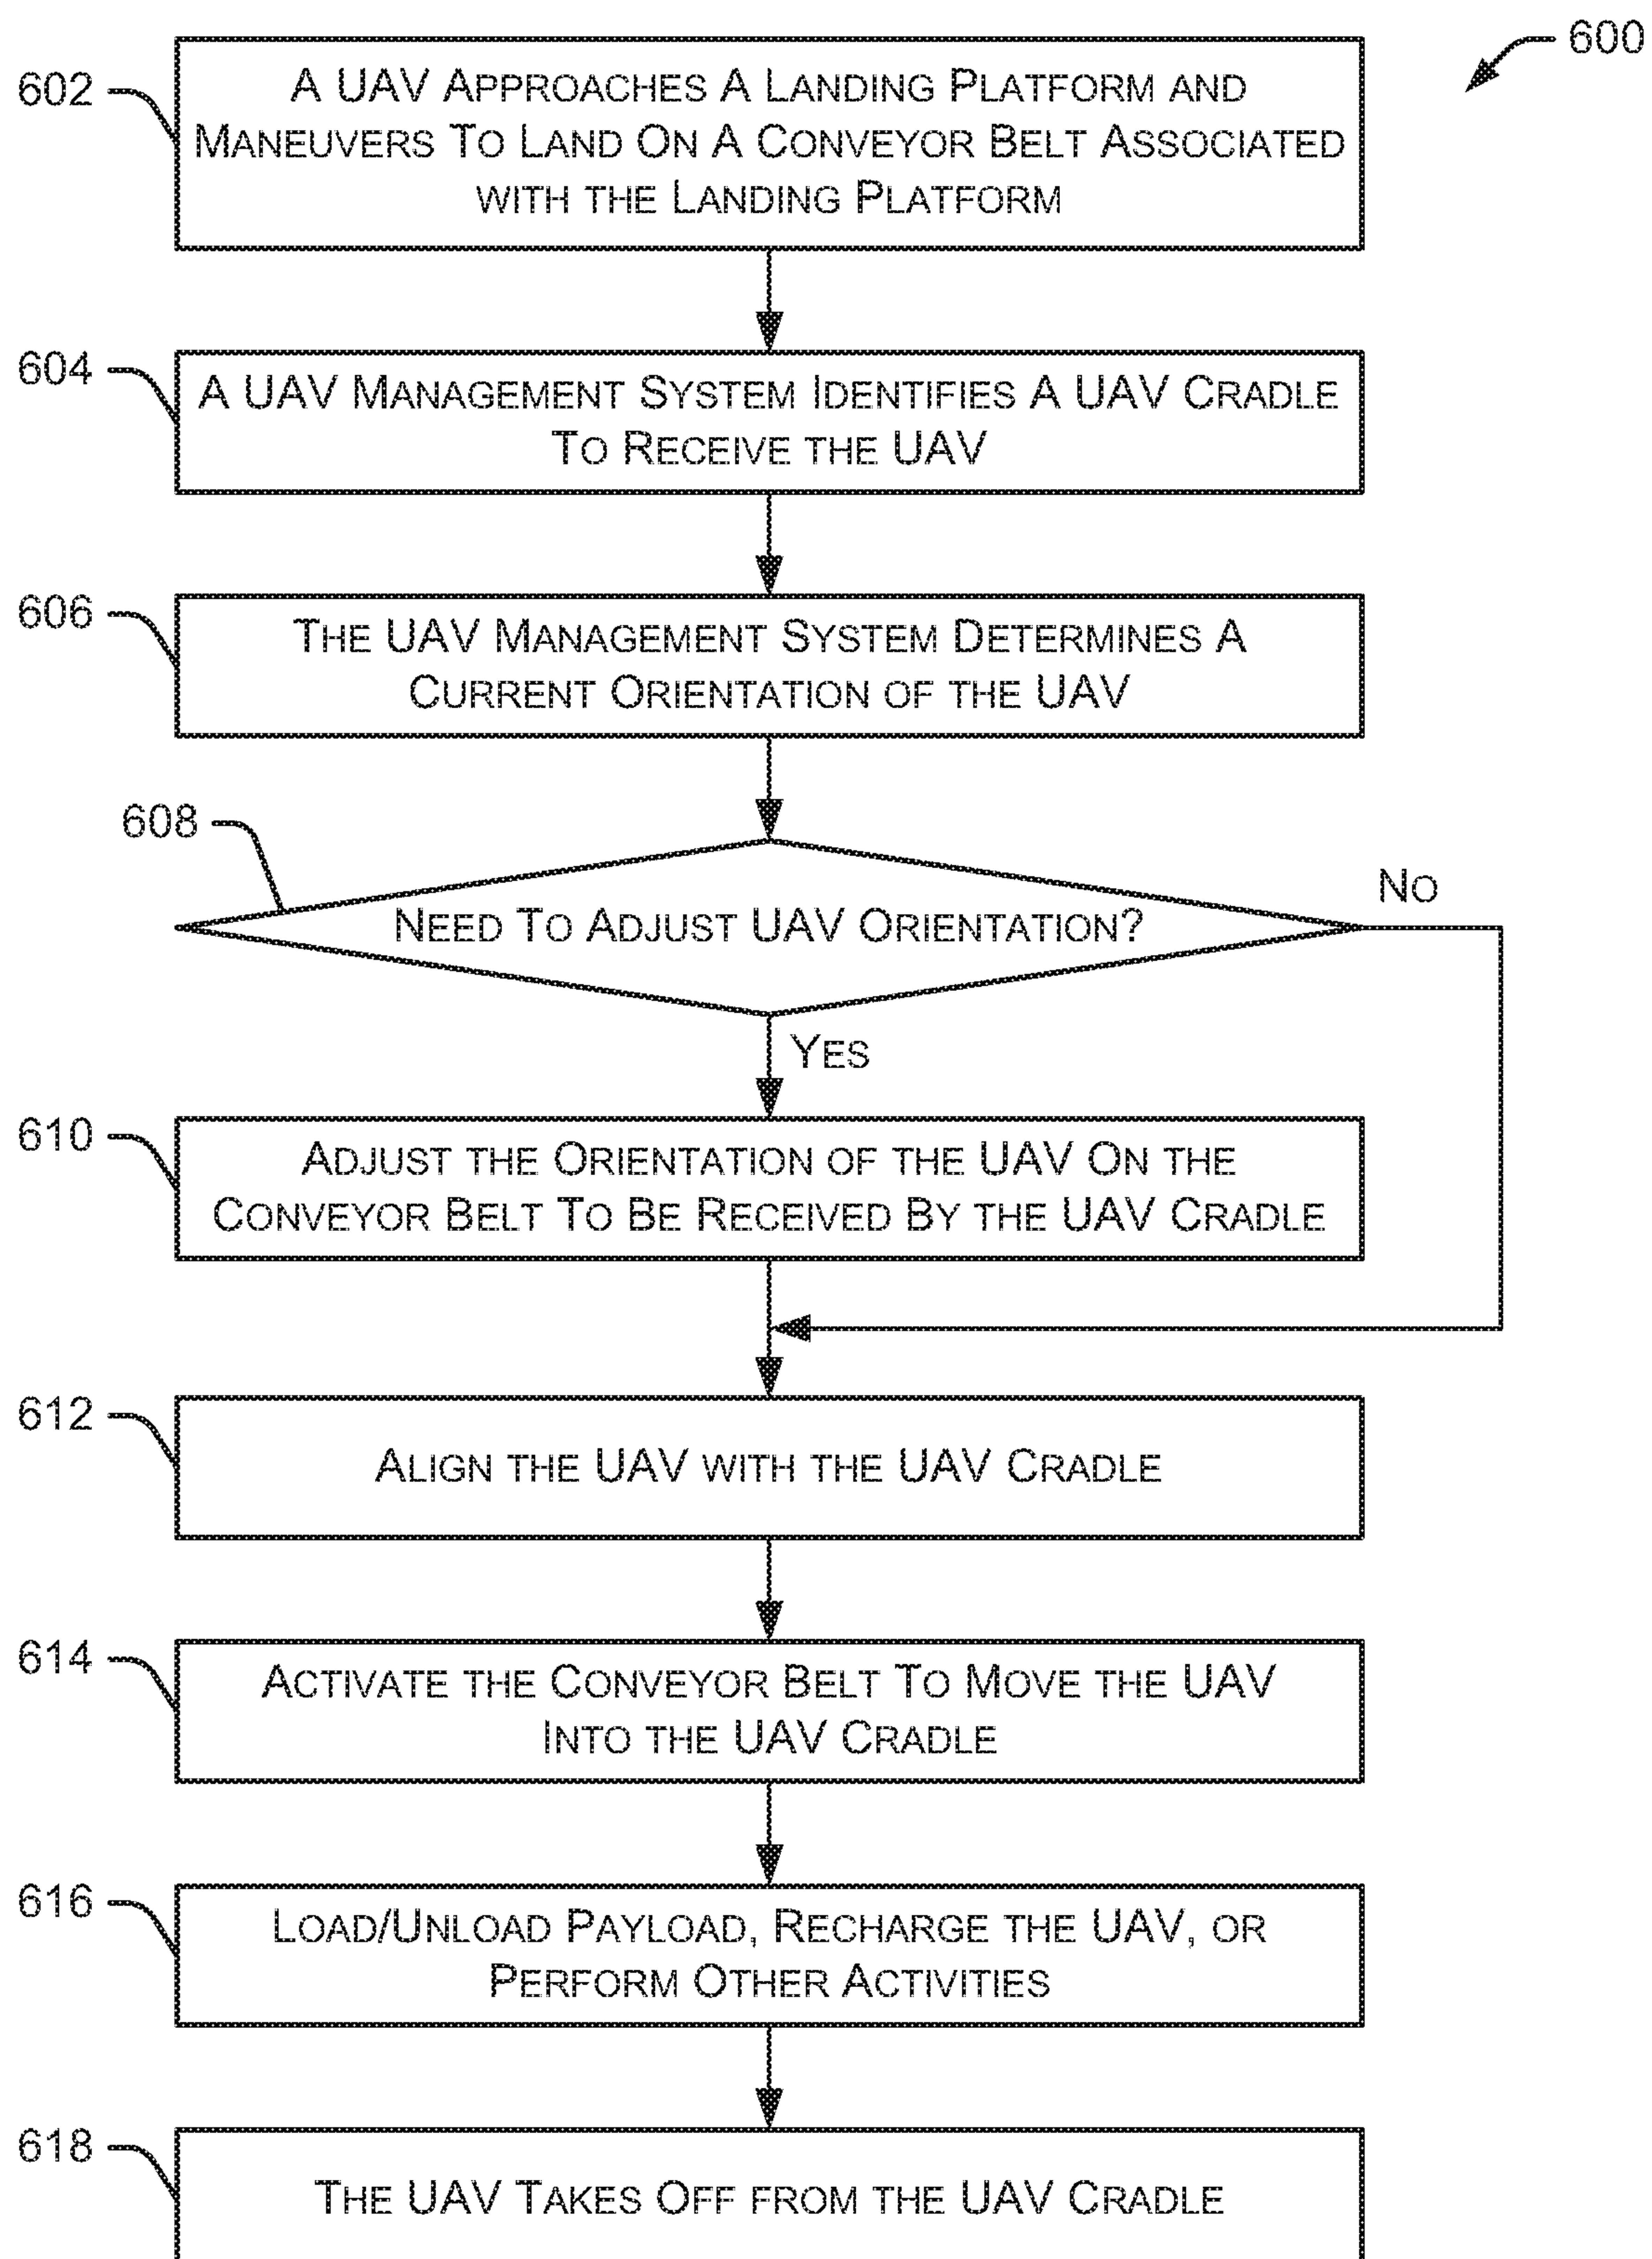 600
602
A UAV APPROACHES A LANDING PLATFORM AND
MANEUVERS TO LAND ON A CONVEYOR BELT ASSOCIATED
WITH THE LANDING PLATFORM
604
A UAV MANAGEMENT SYSTEM IDENTIFIES A UAV CRADLE
TO RECEIVE THE UAV
606
THE UAV MANAGEMENT SYSTEM DETERMINES A
CURRENT ORIENTATION OF THE UAV
608
NO
NEED TO ADJUST UAV ORIENTATION?
YES
610
ADJUST THE ORIENTATION OF THE UAV ON THE
CONVEYOR BELT TO BE RECEIVED BY THE UAV CRADLE
612
ALIGN THE UAV WITH THE UAV CRADLE
614
ACTIVATE THE CONVEYOR BELT TO MOVE THE UAV
INTO THE UAV CRADLE
616
LOAD/UNLOAD PAYLOAD, RECHARGE THE UAV, OR
PERFORM OTHER ACTIVITIES
618
THE UAV TAKES OFF FROM THE UAV CRADLE